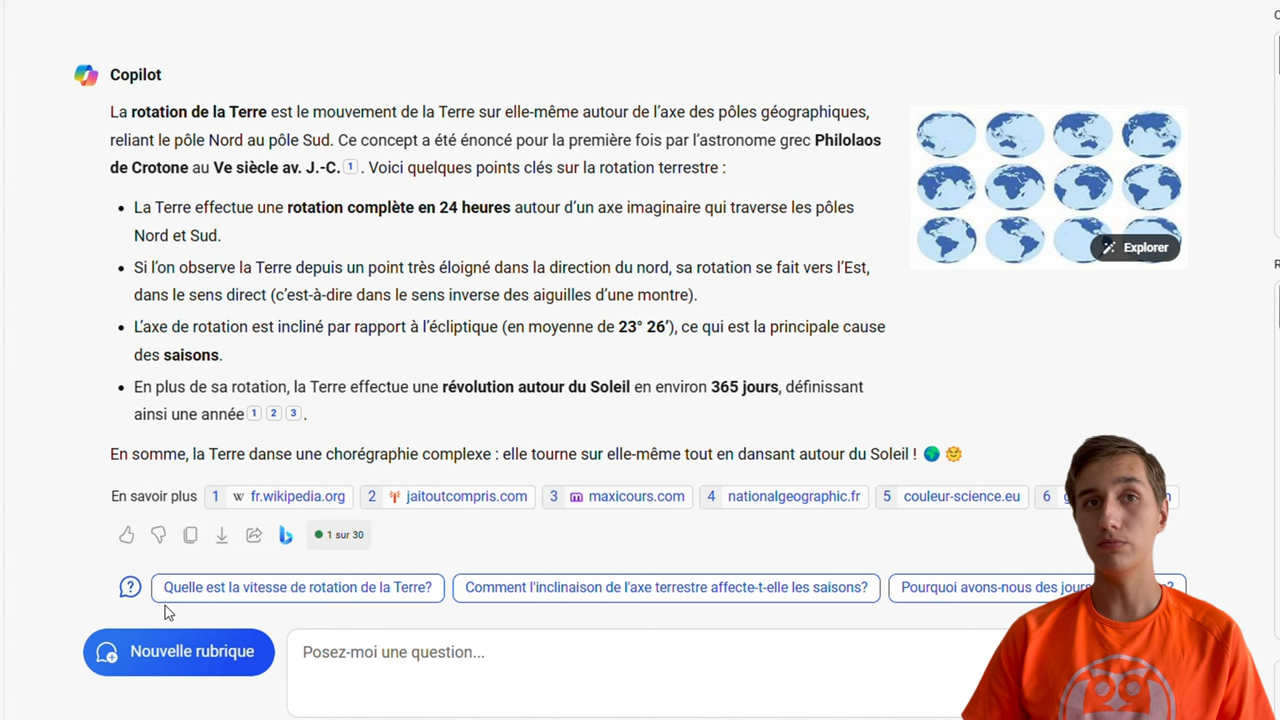 Copilot
La rotation de la Terre est le mouvement de la Terre sur elle-même autour de l'axe des pôles géographiques,
reliant le pôle Nord au pôle Sud. Ce concept a été énoncé pour la première fois par l'astronome grec Philolaos
de Crotone au Ve siècle av. J.-C. 1 . Voici quelques points clés sur la rotation terrestre :
• La Terre effectue une rotation complète en 24 heures autour d'un axe imaginaire qui traverse les pôles
Nord et Sud.
• Si l'on observe la Terre depuis un point très éloigné dans la direction du nord, sa rotation se fait vers l'Est,
dans le sens direct (c'est-à-dire dans le sens inverse des aiguilles d'une montre).
• L'axe de rotation est incliné par rapport à l'écliptique (en moyenne de 23° 26'), ce qui est la principale cause
des saisons.
• En plus de sa rotation, la Terre effectue une révolution autour du Soleil en environ 365 jours, définissant
ainsi une année 1 2 3 .
Explorer
En somme, la Terre danse une chorégraphie complexe : elle tourne sur elle-même tout en dansant autour du Soleil ! 🌍 🌞
En savoir plus 1 W fr.wikipedia.org 2 jaitoutcompris.com 3 m maxicours.com 4 nationalgeographic.fr 5 couleur-science.eu 6
1 sur 30
Quelle est la vitesse de rotation de la Terre? Comment l'inclinaison de l'axe terrestre affecte-t-elle les saisons? Pourquoi avons-nous des
Nouvelle rubrique Posez-moi une question...